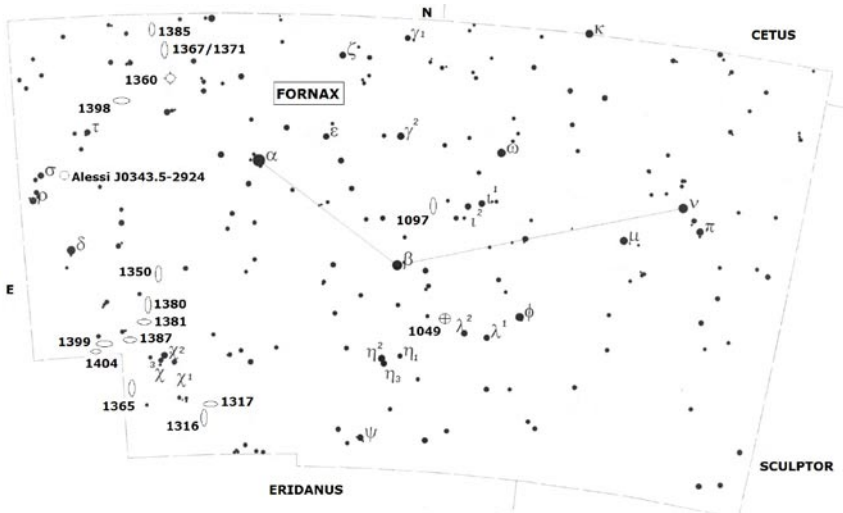 N
1385
κ
γ¹
CETUS
1367/1371
ζ
1360
FORNAX
1398
τ
ε
γ²
α
ω
σ
Alessi J0343.5-2924
ρ
1097
ι¹
ι²
ν
π
μ
δ
β
1350
E
1380
1381
1049
λ²
λ¹
φ
1399
1387
1404
χ²
3
χ
χ¹
η²
η₁
η₃
1365
1317
1316
ψ
SCULPTOR
ERIDANUS